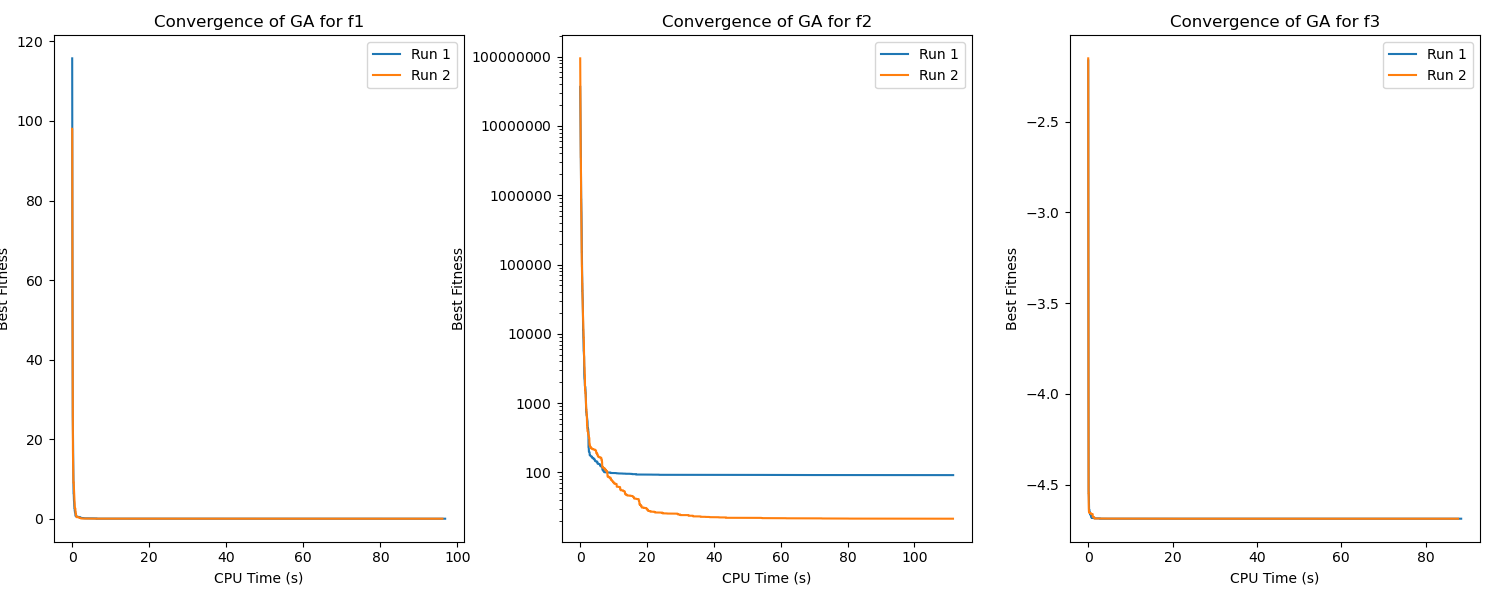 Convergence of GA for f1
Run 1
Run 2
120
100
80
60
40
20
0
Best Fitness
0 20 40 60 80 100
CPU Time (s)
Convergence of GA for f2
Run 1
Run 2
100000000
10000000
1000000
100000
10000
1000
100
Best Fitness
0 20 40 60 80 100
CPU Time (s)
Convergence of GA for f3
Run 1
Run 2
−2.5
−3.0
−3.5
−4.0
−4.5
Best Fitness
0 20 40 60 80
CPU Time (s)